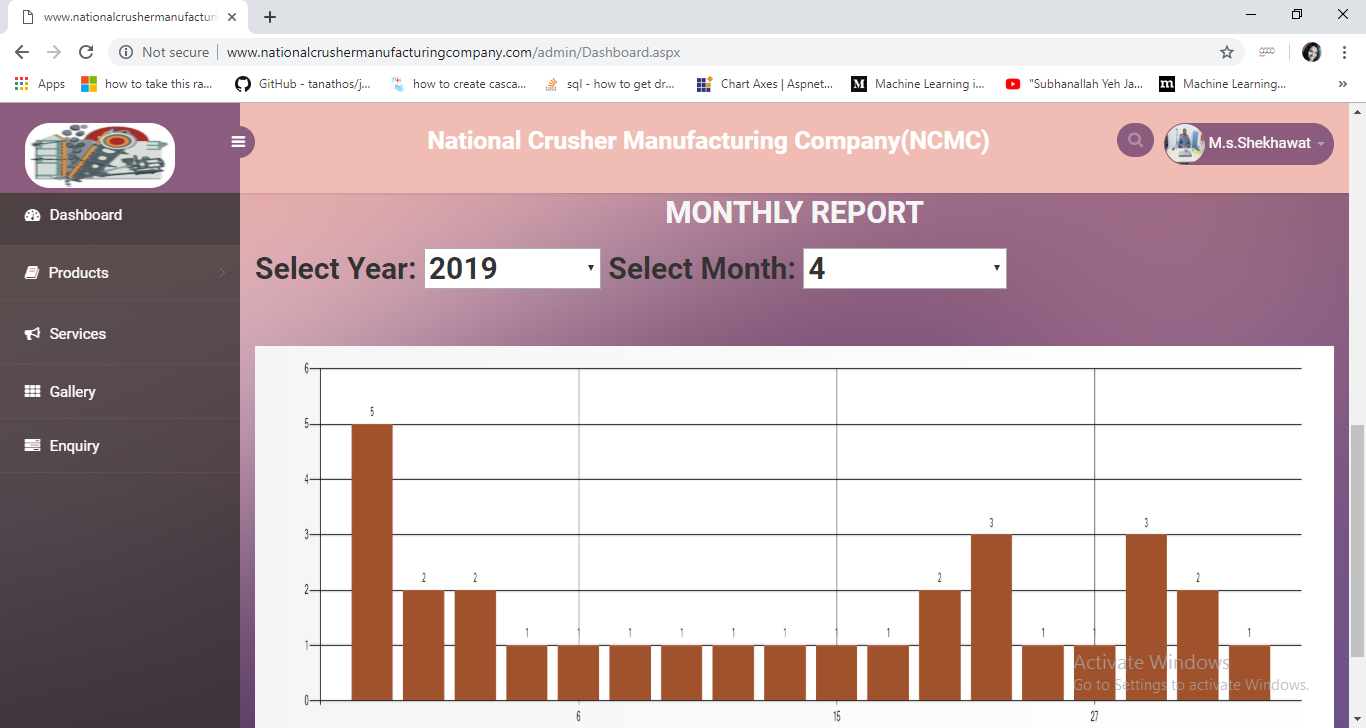 www.nationalcrushermanufacturin
Not secure www.nationalcrushermanufacturingcompany.com/admin/Dashboard.aspx
Apps how to take this ra... GitHub - tanathos/j... how to create casca... sql - how to get dr... Chart Axes | Aspnet... M Machine Learning i... "Subhanallah Yeh Ja... m Machine Learning... »
National Crusher Manufacturing Company(NCMC)
M.s.Shekhawat
Dashboard
Products
Services
Gallery
Enquiry
MONTHLY REPORT
Select Year: 2019 Select Month: 4
6
5
4
3
2
1
0
5 2 2 1 1 1 1 1 1 1 1 2 3 1 1 3 2 1
6 15 27
Activate Windows
Go to Settings to activate Windows.